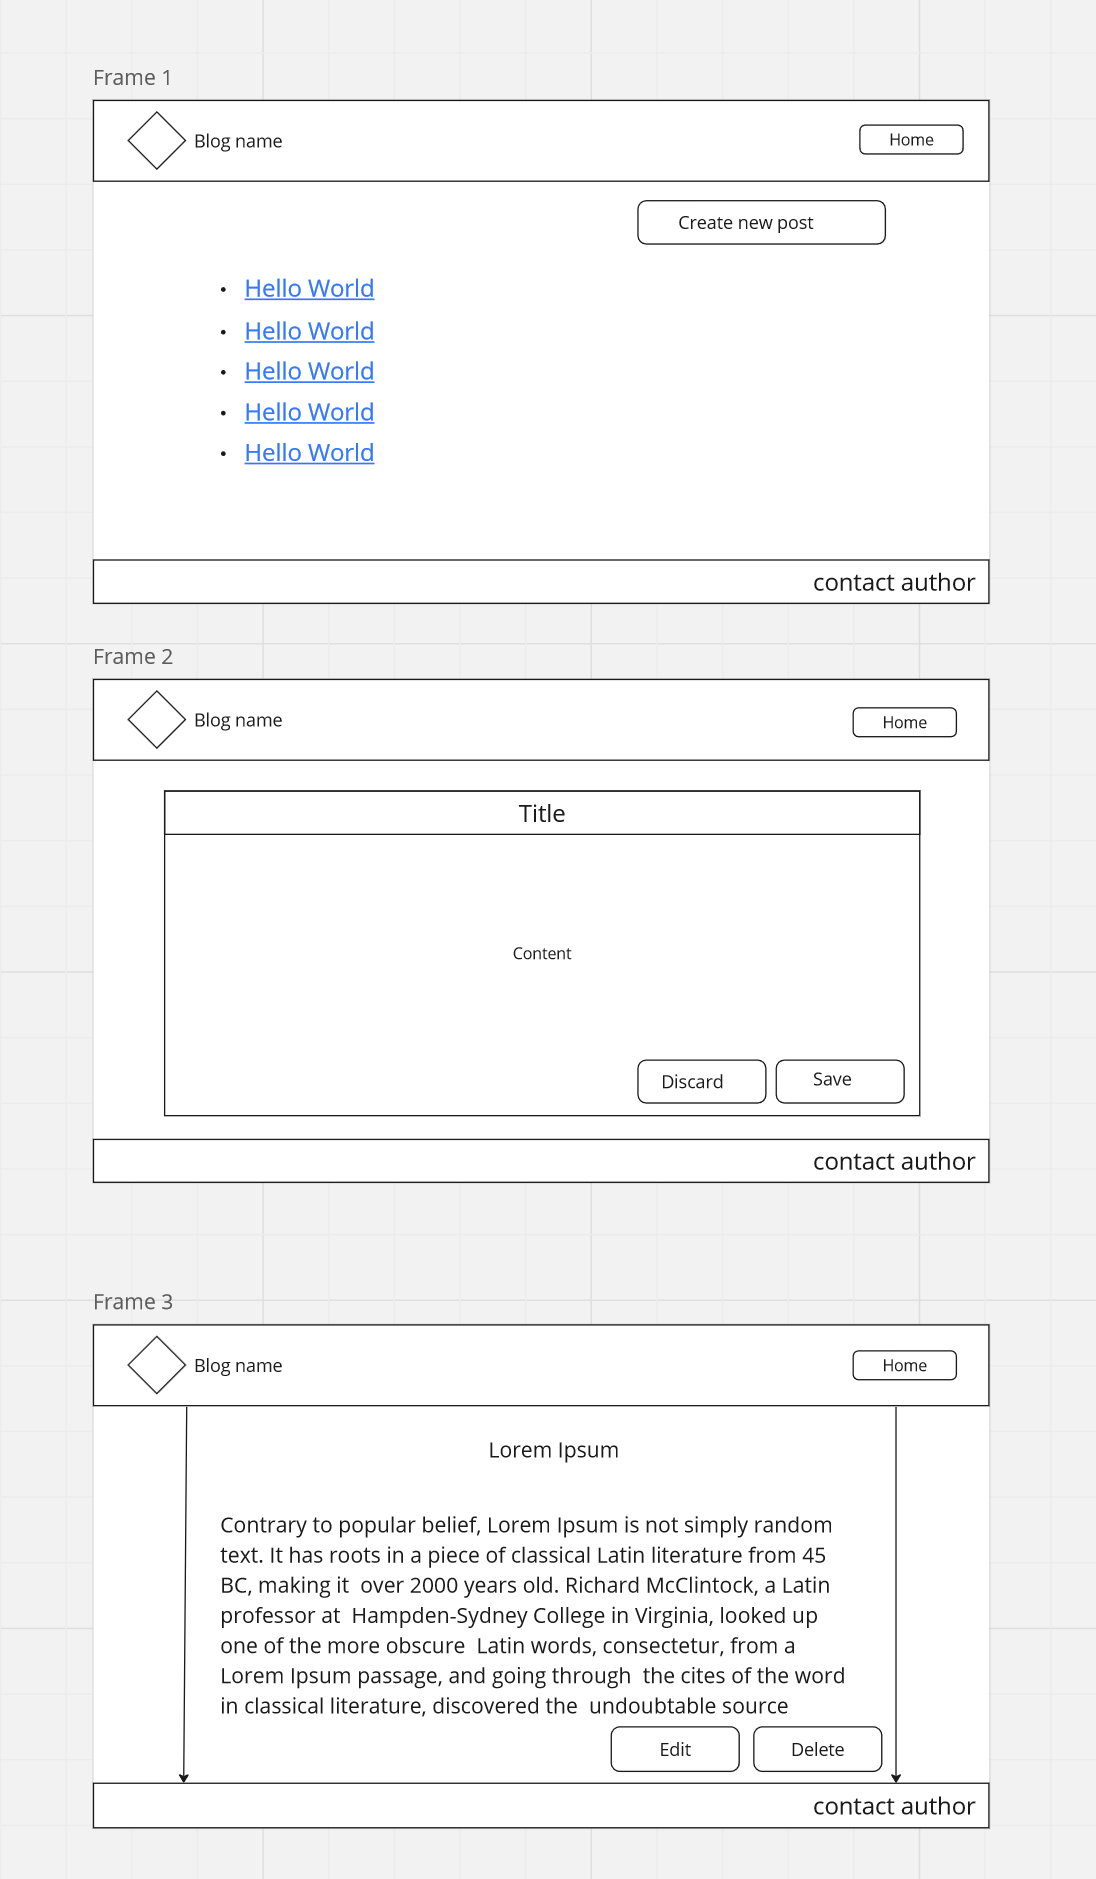 Frame 1
Blog name
Home
Create new post
• Hello World
• Hello World
• Hello World
• Hello World
• Hello World
contact author
Frame 2
Blog name
Home
Title
Content
Discard
Save
contact author
Frame 3
Blog name
Home
Lorem Ipsum
Contrary to popular belief, Lorem Ipsum is not simply random
text. It has roots in a piece of classical Latin literature from 45
BC, making it  over 2000 years old. Richard McClintock, a Latin
professor at  Hampden-Sydney College in Virginia, looked up
one of the more obscure  Latin words, consectetur, from a
Lorem Ipsum passage, and going through  the cites of the word
in classical literature, discovered the  undoubtable source
Edit
Delete
contact author